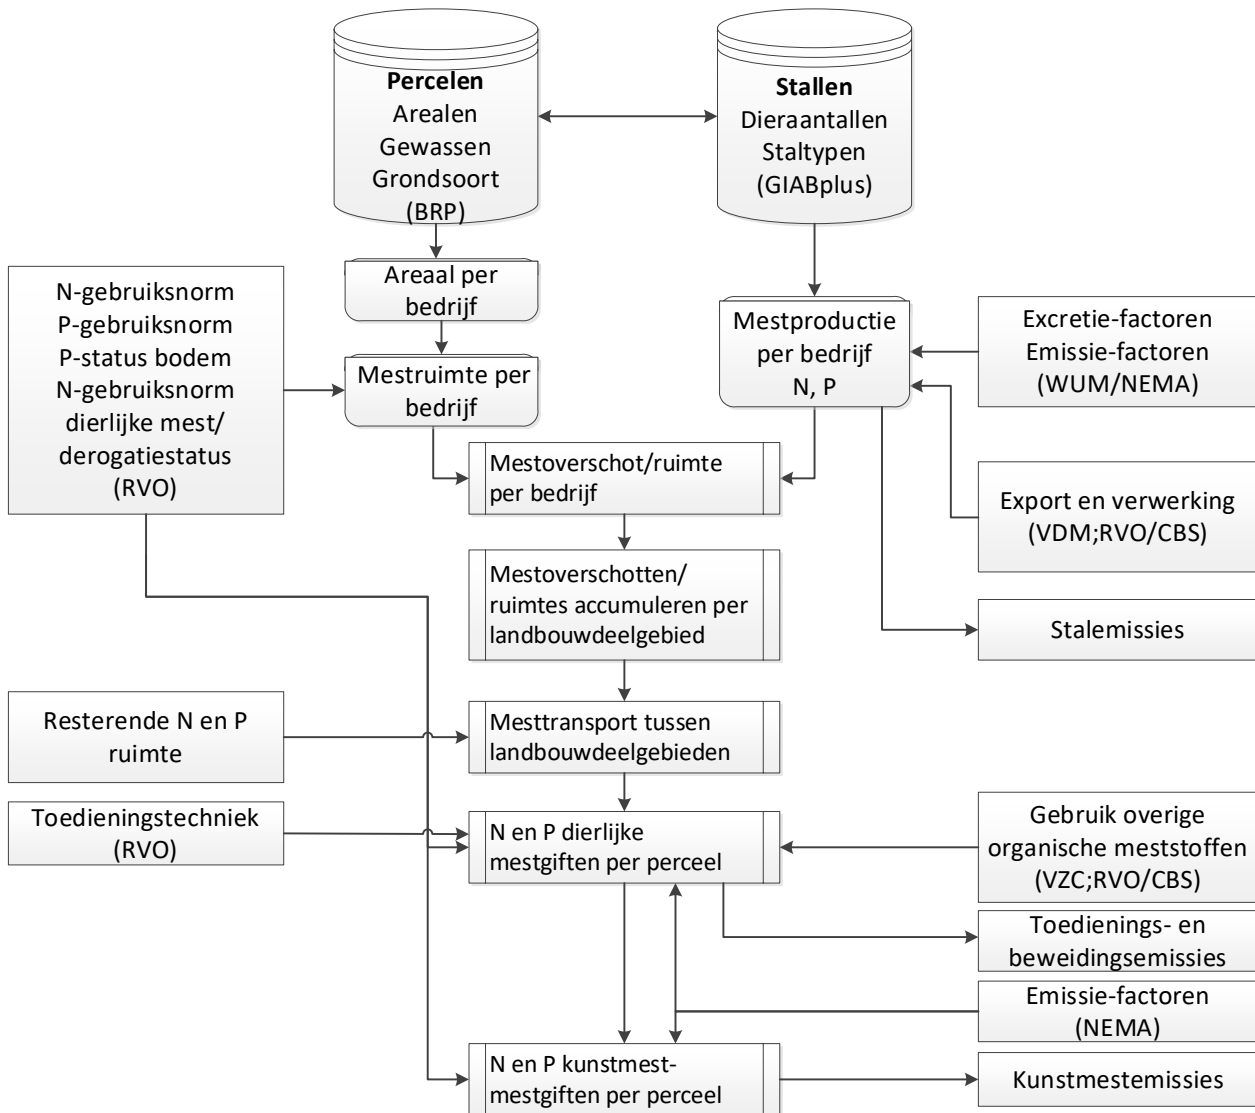 Percelen
Arealen
Gewassen
Grondsoort
(BRP)
Stallen
Dieraantallen
Staltypen
(GIABplus)
Areaal per
bedrijf
N-gebruiksnorm
P-gebruiksnorm
P-status bodem
N-gebruiksnorm
dierlijke mest/
derogatiestatus
(RVO)
Mestruimte per
bedrijf
Mestproductie
per bedrijf
N, P
Excretie-factoren
Emissie-factoren
(WUM/NEMA)
Mestoverschot/ruimte
per bedrijf
Export en verwerking
(VDM;RVO/CBS)
Mestoverschotten/
ruimtes accumuleren per
landbouwdeelgebied
Stalemissies
Resterende N en P
ruimte
Mesttransport tussen
landbouwdeelgebieden
Toedieningstechniek
(RVO)
N en P dierlijke
mestgiften per perceel
Gebruik overige
organische meststoffen
(VZC;RVO/CBS)
Toedienings- en
beweidingsemissies
Emissie-factoren
(NEMA)
N en P kunstmest-
mestgiften per perceel
Kunstmestemissies